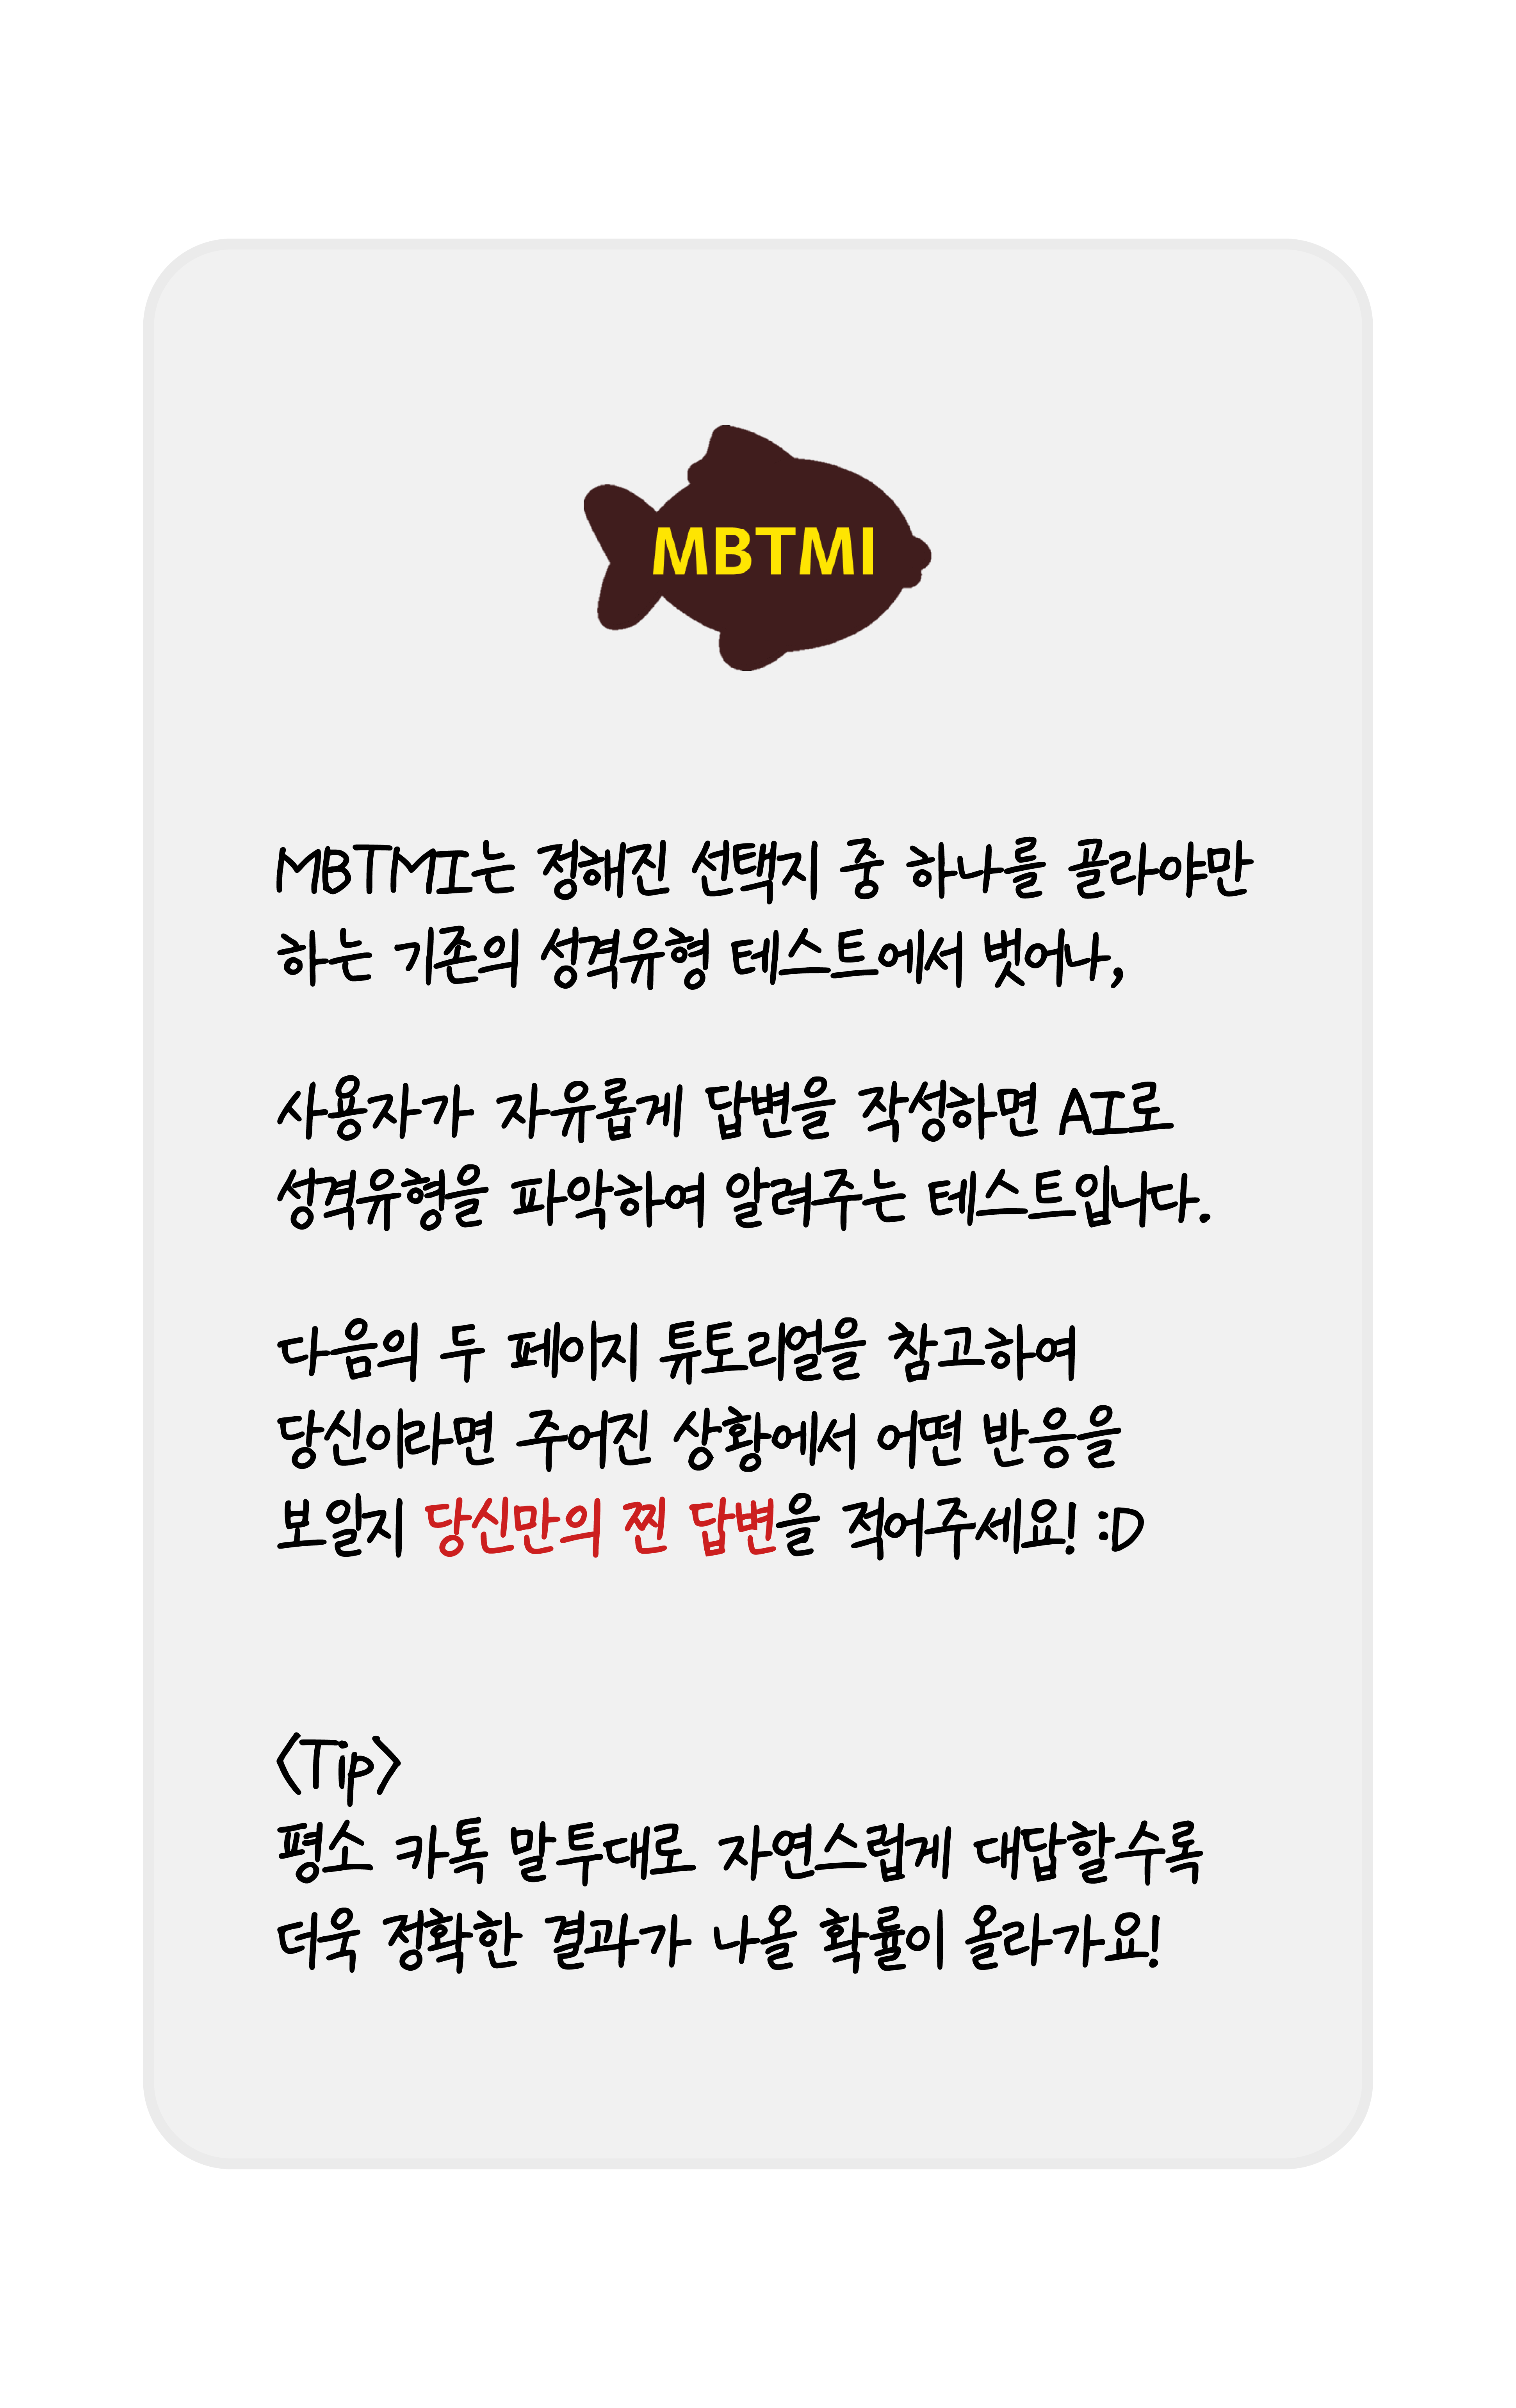 MBTMI
MBTMI는 정해진 선택지 중 하나를 골라야만
하는 기존의 성격유형 테스트에서 벗어나,
사용자가 자유롭게 답변을 작성하면 AI로
성격유형을 파악하여 알려주는 테스트입니다.
다음의 두 페이지 튜토리얼을 참고하여
당신이라면 주어진 상황에서 어떤 반응을
보일지 당신만의 찐 답변을 적어주세요! :D
<Tip>
평소 카톡 말투대로 자연스럽게 대답할수록
더욱 정확한 결과가 나올 확률이 올라가요!